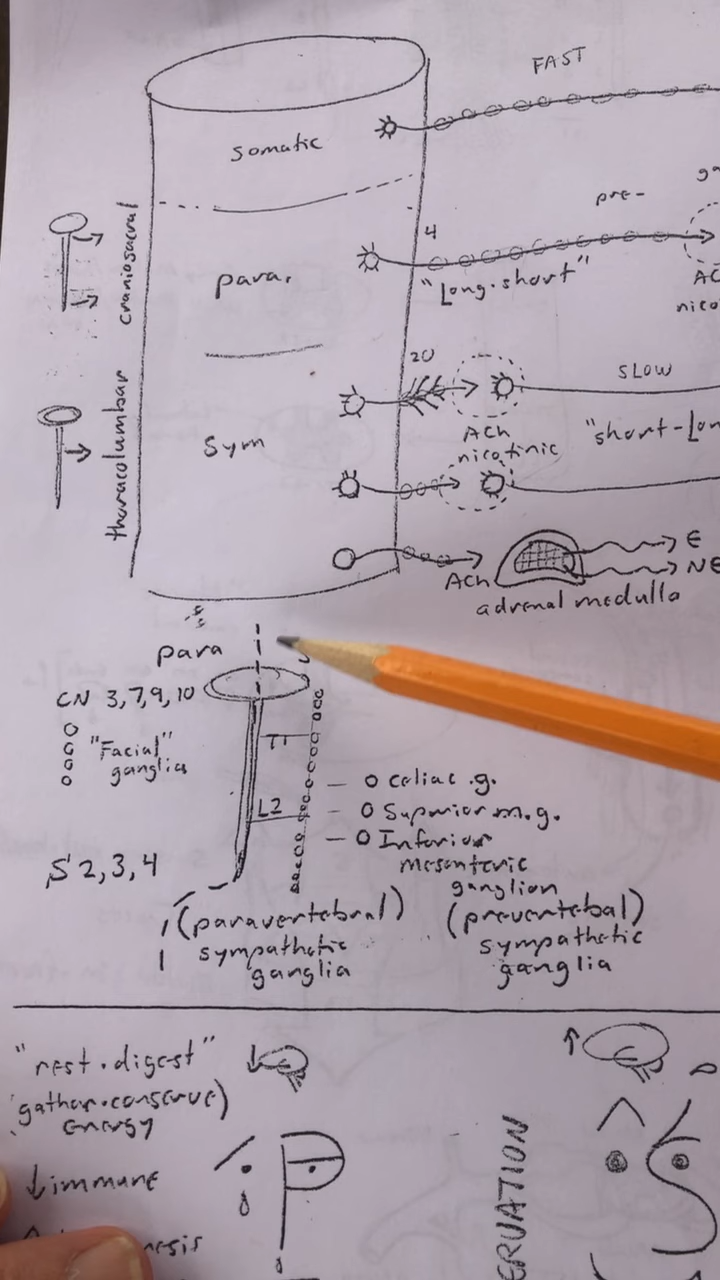 FAST
somatic
pre-
craniosacral
4
para.
"Long-short"
AC
nico
20
SLOW
thoracolumbar
Sym
ACh
nicotinic
"short-Lon
ACh
E
NE
adrenal medulla
para
CN 3,7,9,10
"Facial"
ganglia
T1
L2
celiac g.
Superior m.g.
Inferior
mesenteric
ganglion
S 2,3,4
(paravertebral)
sympathetic
ganglia
(prevertebal)
sympathetic
ganglia
"rest.digest"
gather.conserve)
energy
↓immune
ERVATION